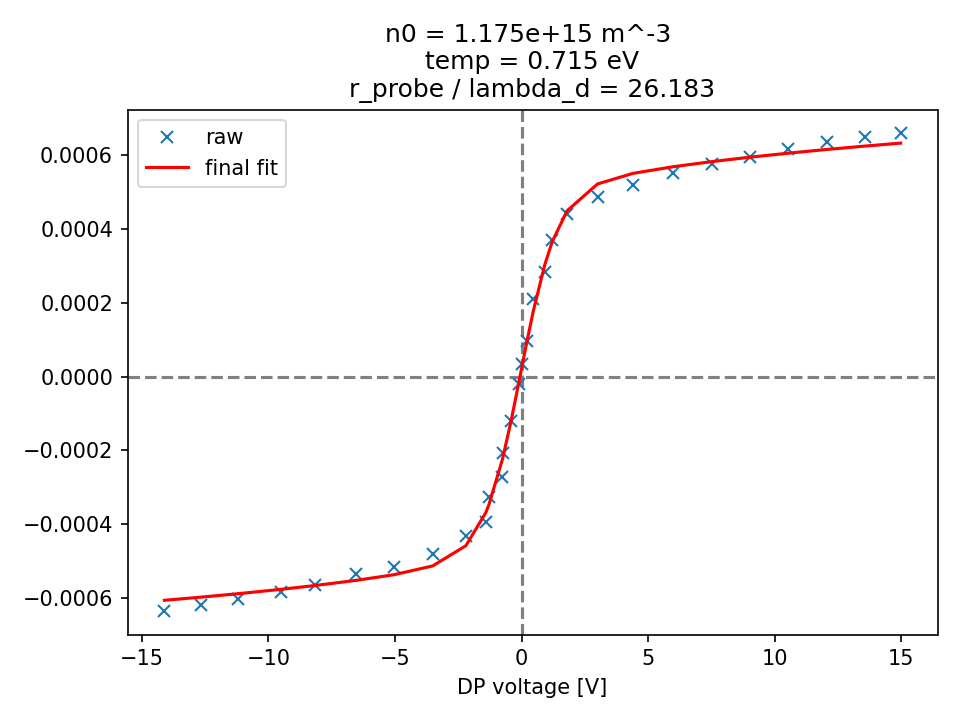 n0 = 1.175e+15 m^-3
temp = 0.715 eV
r_probe / lambda_d = 26.183
raw
final fit
0.0006
0.0004
0.0002
0.0000
−0.0002
−0.0004
−0.0006
−15 −10 −5 0 5 10 15
DP voltage [V]